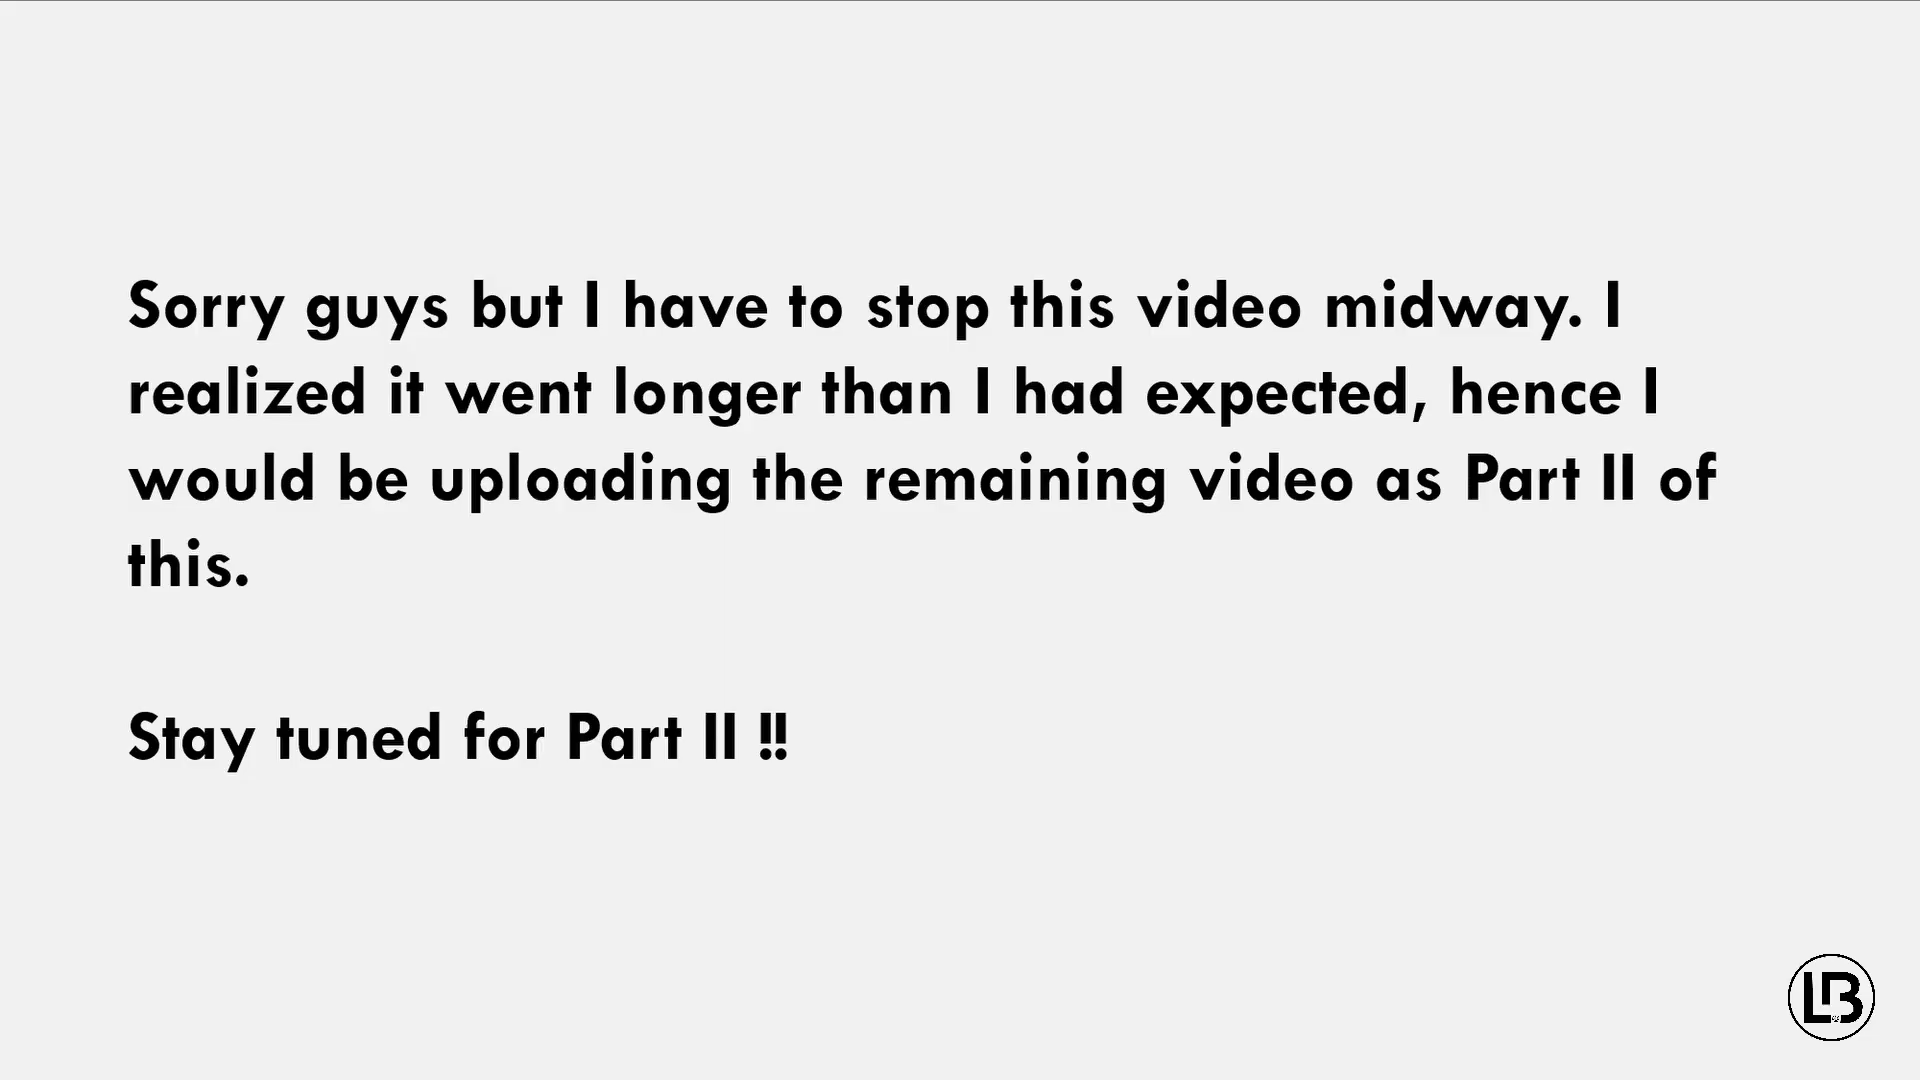 Sorry guys but I have to stop this video midway. I
realized it went longer than I had expected, hence I
would be uploading the remaining video as Part II of
this.
Stay tuned for Part II !!
LB